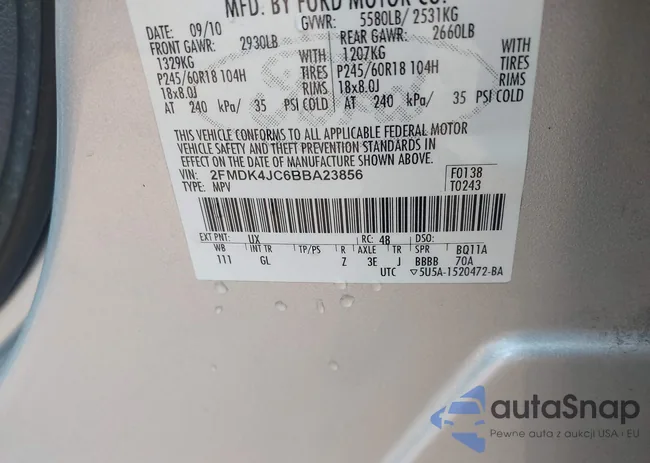 MFD. BY FORD MOTOR CO.
DATE: 09/10 GVWR: 5580LB/ 2531KG
FRONT GAWR: 2930LB REAR GAWR: 2660LB
1329KG WITH 1207KG WITH
P245/60R18 104H TIRES P245/60R18 104H TIRES
18x8.0J RIMS 18x8.0J RIMS
AT 240 kPa/ 35 PSI COLD AT 240 kPa/ 35 PSI COLD
THIS VEHICLE CONFORMS TO ALL APPLICABLE FEDERAL MOTOR
VEHICLE SAFETY AND THEFT PREVENTION STANDARDS IN
EFFECT ON THE DATE OF MANUFACTURE SHOWN ABOVE.
VIN: 2FMDK4JC6BBA23856 F0138
TYPE: MPV T0243
EXT PNT: UX RC: 48 DSO:
WB INT TR TP/PS R AXLE TR SPR BQ11A
111 GL Z 3E J BBBB 70A
UTC ▽5U5A-1520472-BA
autaSnap
Pewne auta z aukcji USA i EU